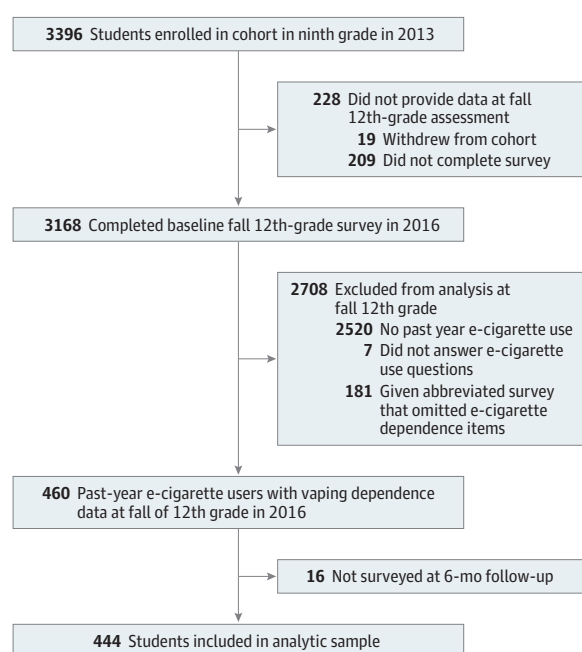 3396 Students enrolled in cohort in ninth grade in 2013
228 Did not provide data at fall
12th-grade assessment
19 Withdrew from cohort
209 Did not complete survey
3168 Completed baseline fall 12th-grade survey in 2016
2708 Excluded from analysis at
fall 12th grade
2520 No past year e-cigarette use
7 Did not answer e-cigarette
use questions
181 Given abbreviated survey
that omitted e-cigarette
dependence items
460 Past-year e-cigarette users with vaping dependence
data at fall of 12th grade in 2016
16 Not surveyed at 6-mo follow-up
444 Students included in analytic sample